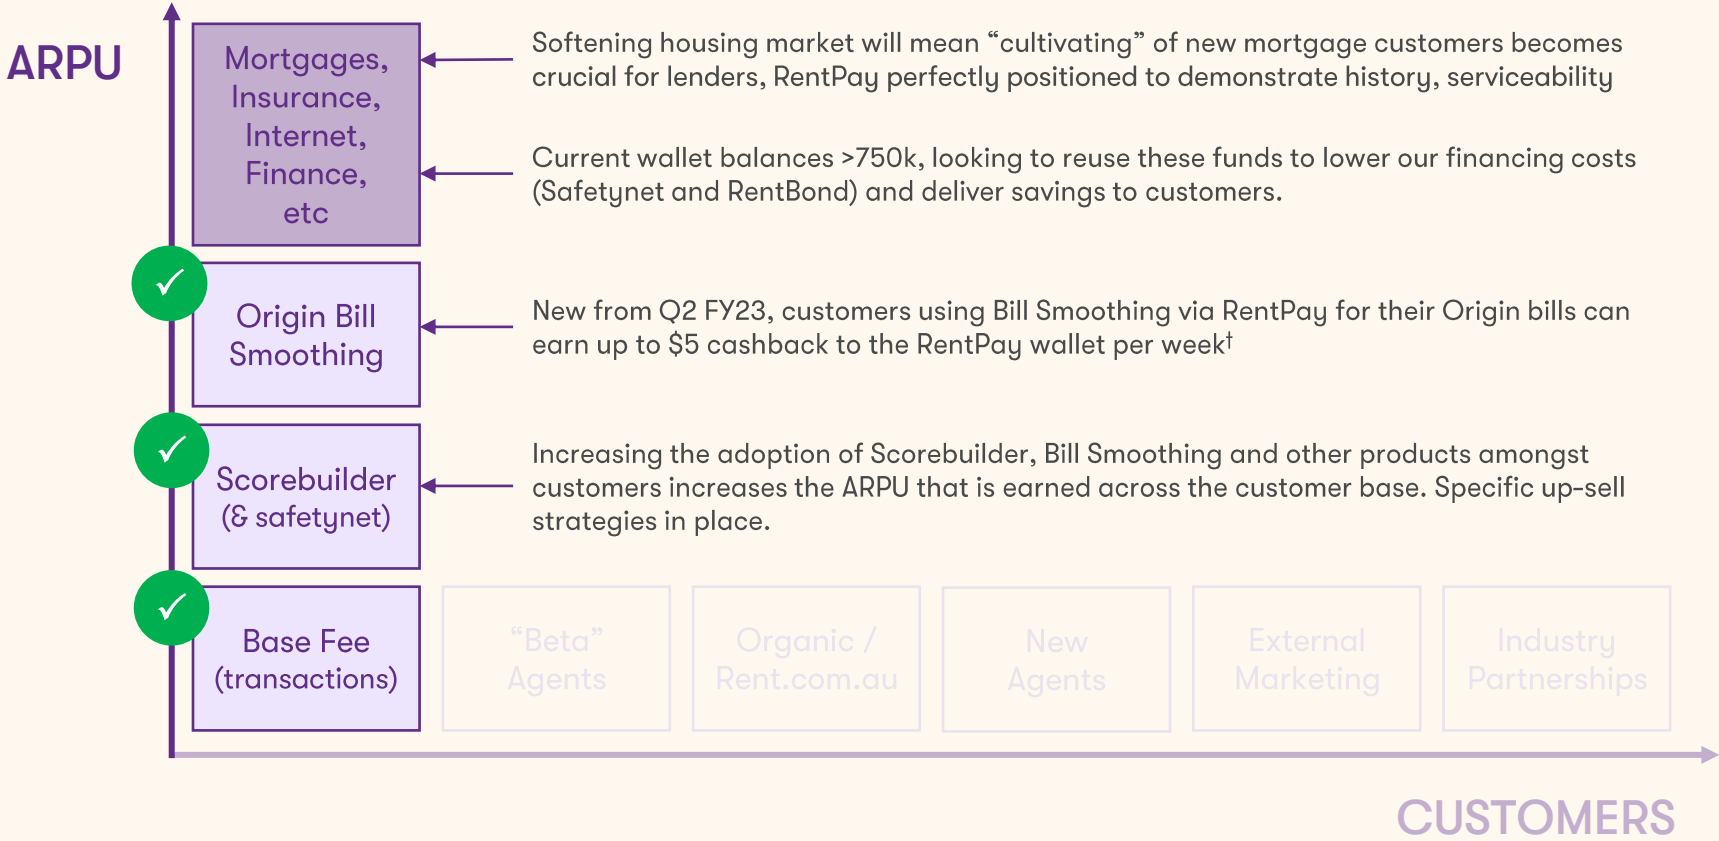 ARPU
Mortgages,
Insurance,
Internet,
Finance,
etc
Softening housing market will mean “cultivating” of new mortgage customers becomes
crucial for lenders, RentPay perfectly positioned to demonstrate history, serviceability
Current wallet balances >750k, looking to reuse these funds to lower our financing costs
(Safetynet and RentBond) and deliver savings to customers.
Origin Bill
Smoothing
New from Q2 FY23, customers using Bill Smoothing via RentPay for their Origin bills can
earn up to $5 cashback to the RentPay wallet per week†
Scorebuilder
(& safetynet)
Increasing the adoption of Scorebuilder, Bill Smoothing and other products amongst
customers increases the ARPU that is earned across the customer base. Specific up-sell
strategies in place.
Base Fee
(transactions)
“Beta”
Agents
Organic /
Rent.com.au
New
Agents
External
Marketing
Industry
Partnerships
CUSTOMERS